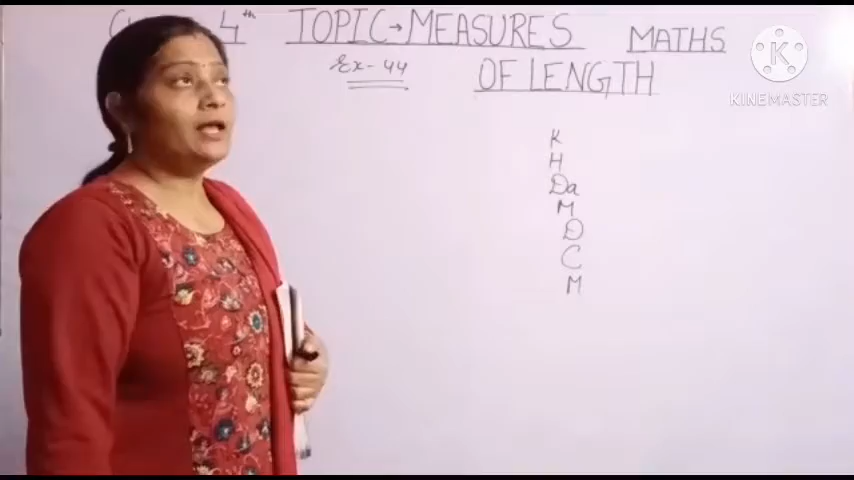 4th TOPIC→MEASURES MATHS
Ex-44 OF LENGTH
K
H
Da
M
D
C
M
K
KINEMASTER